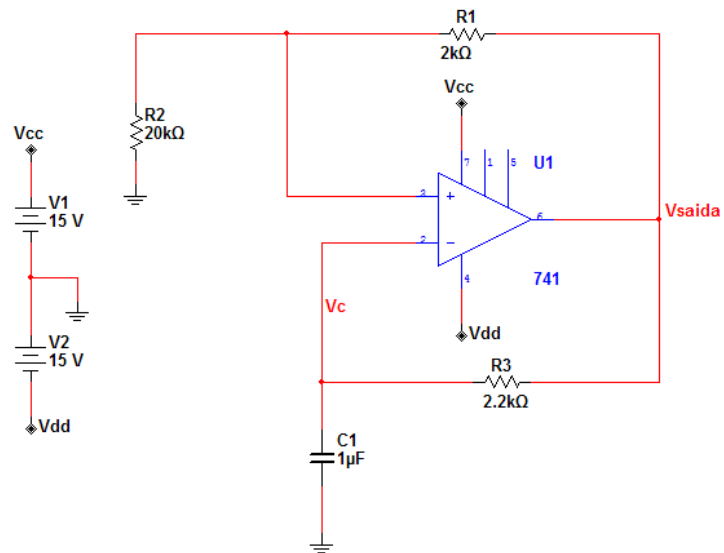 R1
2kΩ
R2
20kΩ
Vcc
Vcc
7
1
5
U1
V1
15 V
3
+
6
Vsaida
2
−
741
4
Vc
Vdd
V2
15 V
R3
2.2kΩ
Vdd
C1
1µF